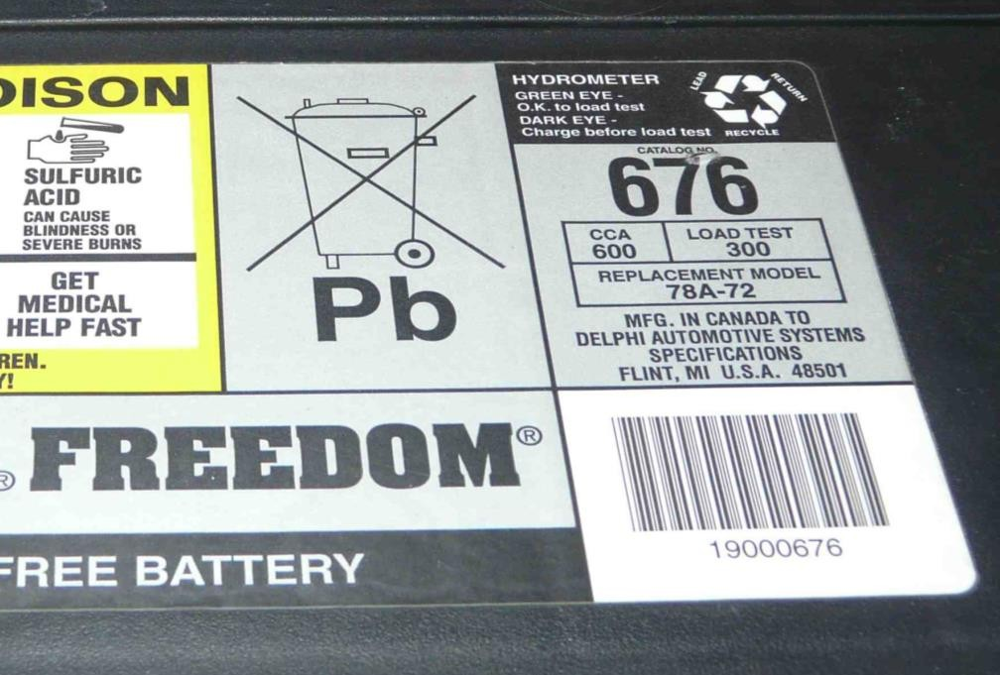 OISON
SULFURIC
ACID
CAN CAUSE
BLINDNESS OR
SEVERE BURNS
GET
MEDICAL
HELP FAST
REN.
Y!
Pb
HYDROMETER
GREEN EYE -
O.K. to load test
DARK EYE -
Charge before load test
LEAD
RETURN
RECYCLE
CATALOG NO.
676
CCA
600
LOAD TEST
300
REPLACEMENT MODEL
78A-72
MFG. IN CANADA TO
DELPHI AUTOMOTIVE SYSTEMS
SPECIFICATIONS
FLINT, MI U.S.A. 48501
® FREEDOM®
FREE BATTERY
19000676